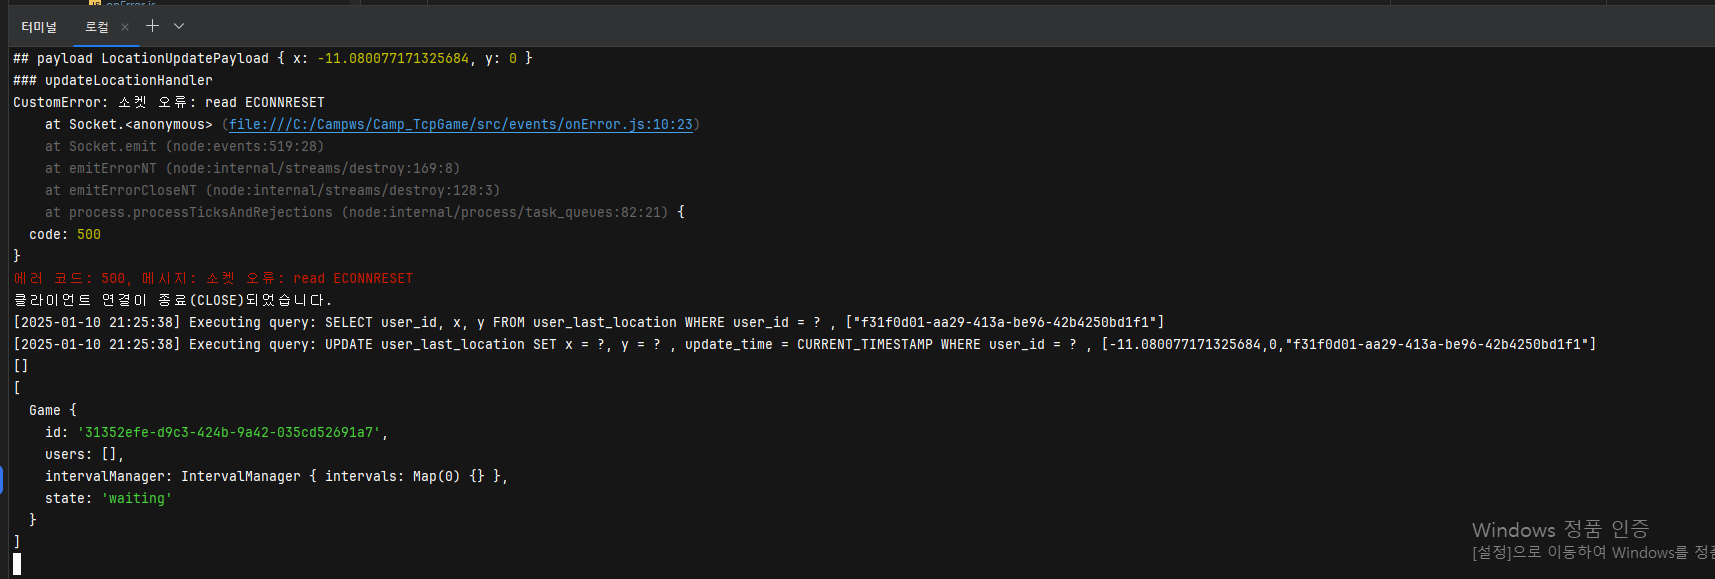 onError.js
터미널 로컬 × + ∨
## payload LocationUpdatePayload { x: -11.080077171325684, y: 0 }
### updateLocationHandler
CustomError: 소켓 오류: read ECONNRESET
    at Socket.<anonymous> (file:///C:/Campws/Camp_TcpGame/src/events/onError.js:10:23)
    at Socket.emit (node:events:519:28)
    at emitErrorNT (node:internal/streams/destroy:169:8)
    at emitErrorCloseNT (node:internal/streams/destroy:128:3)
    at process.processTicksAndRejections (node:internal/process/task_queues:82:21) {
  code: 500
}
에러 코드: 500, 메시지: 소켓 오류: read ECONNRESET
클라이언트 연결이 종료(CLOSE)되었습니다.
[2025-01-10 21:25:38] Executing query: SELECT user_id, x, y FROM user_last_location WHERE user_id = ? , ["f31f0d01-aa29-413a-be96-42b4250bd1f1"]
[2025-01-10 21:25:38] Executing query: UPDATE user_last_location SET x = ?, y = ? , update_time = CURRENT_TIMESTAMP WHERE user_id = ? , [-11.080077171325684,0,"f31f0d01-aa29-413a-be96-42b4250bd1f1"]
[]
[
  Game {
    id: '31352efe-d9c3-424b-9a42-035cd52691a7',
    users: [],
    intervalManager: IntervalManager { intervals: Map(0) {} },
    state: 'waiting'
  }
]
Windows 정품 인증
[설정]으로 이동하여 Windows를 정